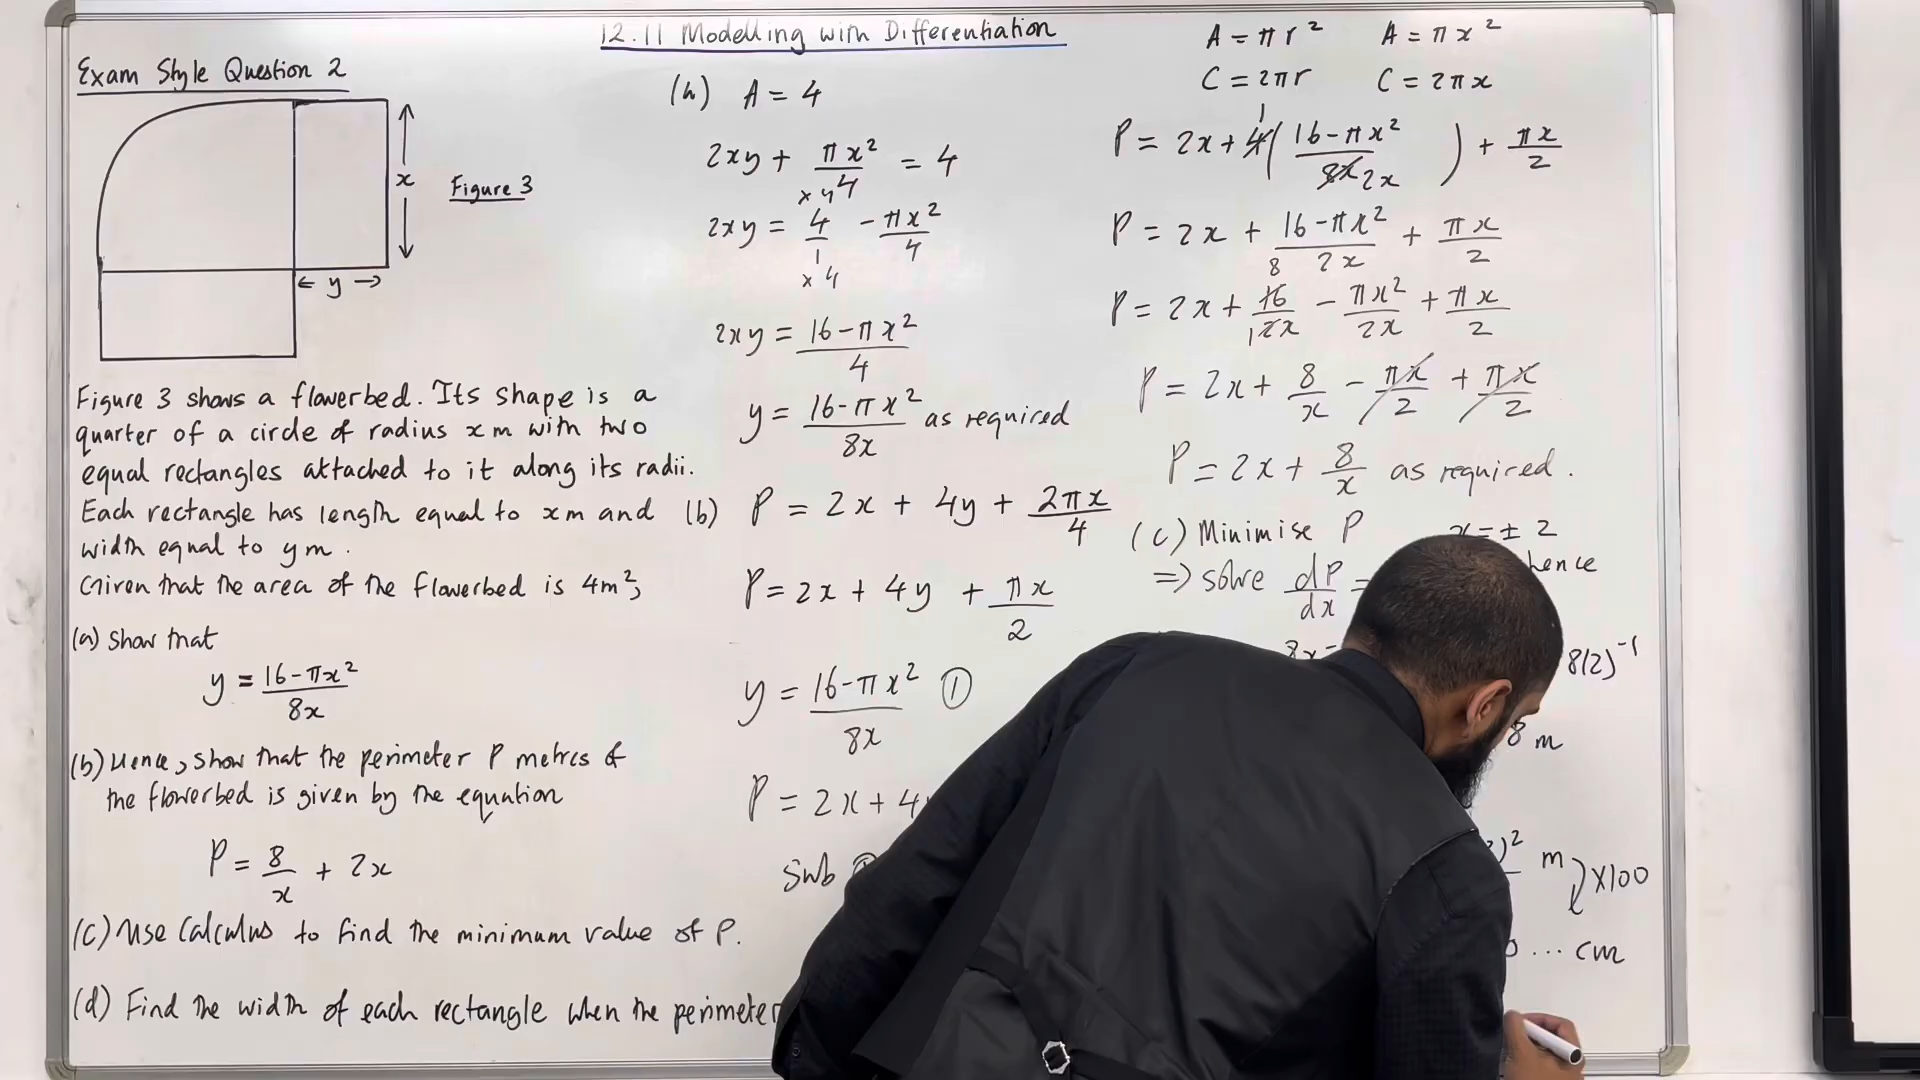 12.11 Modelling with Differentiation
Exam Style Question 2
x
y
Figure 3
Figure 3 shows a flowerbed. Its shape is a
quarter of a circle of radius x m with two
equal rectangles attached to it along its radii.
Each rectangle has length equal to x m and
width equal to y m.
Given that the area of the flowerbed is 4m²,
(a) Show that
y = 16-πx² / 8x
(b) Hence, show that the perimeter P metres of
the flowerbed is given by the equation
P = 8/x + 2x
(c) Use Calculus to find the minimum value of P.
(d) Find the width of each rectangle when the perimeter
A = 4
2xy + πx²/4 = 4
×4
2xy = 4/1 - πx²/4
×4
2xy = 16-πx² / 4
y = 16-πx² / 8x as required
(b) P = 2x + 4y + 2πx/4
P = 2x + 4y + πx/2
y = 16-πx² / 8x ①
P = 2x + 4
Sub
A = πr² A = πx²
C = 2πr C = 2πx
1
P = 2x + 4( 16-πx² / 8x 2x ) + πx/2
P = 2x + 16-πx² / 2x + πx/2
8
P = 2x + 16/2x - πx²/2x + πx/2
1
P = 2x + 8/x - πx/2 + πx/2
P = 2x + 8/x as required.
(c) Minimise P
x = ± 2
⇒ solve dP/dx =
hence
8(2)⁻¹
8 m
)² m
×100
... cm